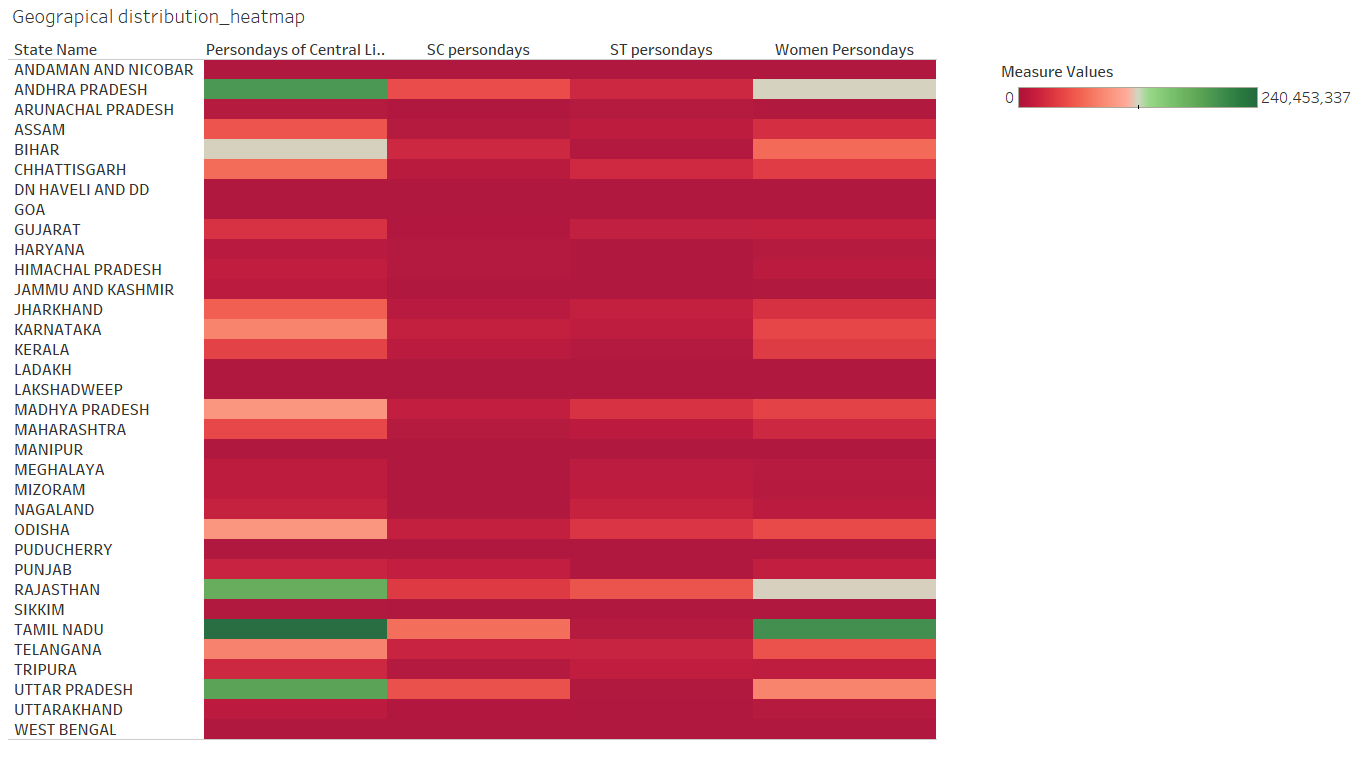 Geograpical distribution_heatmap
State Name Persondays of Central Li.. SC persondays ST persondays Women Persondays
ANDAMAN AND NICOBAR
ANDHRA PRADESH
ARUNACHAL PRADESH
ASSAM
BIHAR
CHHATTISGARH
DN HAVELI AND DD
GOA
GUJARAT
HARYANA
HIMACHAL PRADESH
JAMMU AND KASHMIR
JHARKHAND
KARNATAKA
KERALA
LADAKH
LAKSHADWEEP
MADHYA PRADESH
MAHARASHTRA
MANIPUR
MEGHALAYA
MIZORAM
NAGALAND
ODISHA
PUDUCHERRY
PUNJAB
RAJASTHAN
SIKKIM
TAMIL NADU
TELANGANA
TRIPURA
UTTAR PRADESH
UTTARAKHAND
WEST BENGAL
Measure Values
0 240,453,337